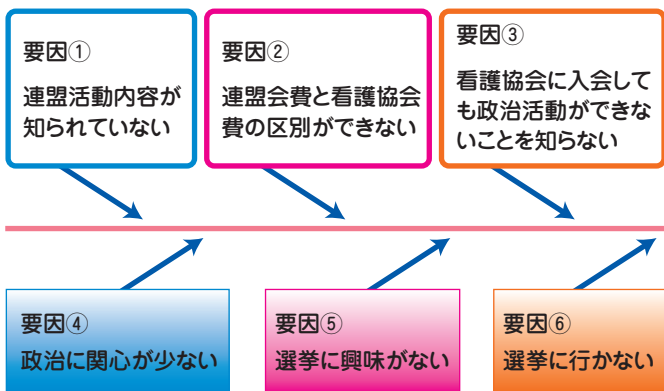 要因①
連盟活動内容が
知られていない
要因②
連盟会費と看護協会
費の区別ができない
要因③
看護協会に入会して
も政治活動ができな
いことを知らない
要因④
政治に関心が少ない
要因⑤
選挙に興味がない
要因⑥
選挙に行かない